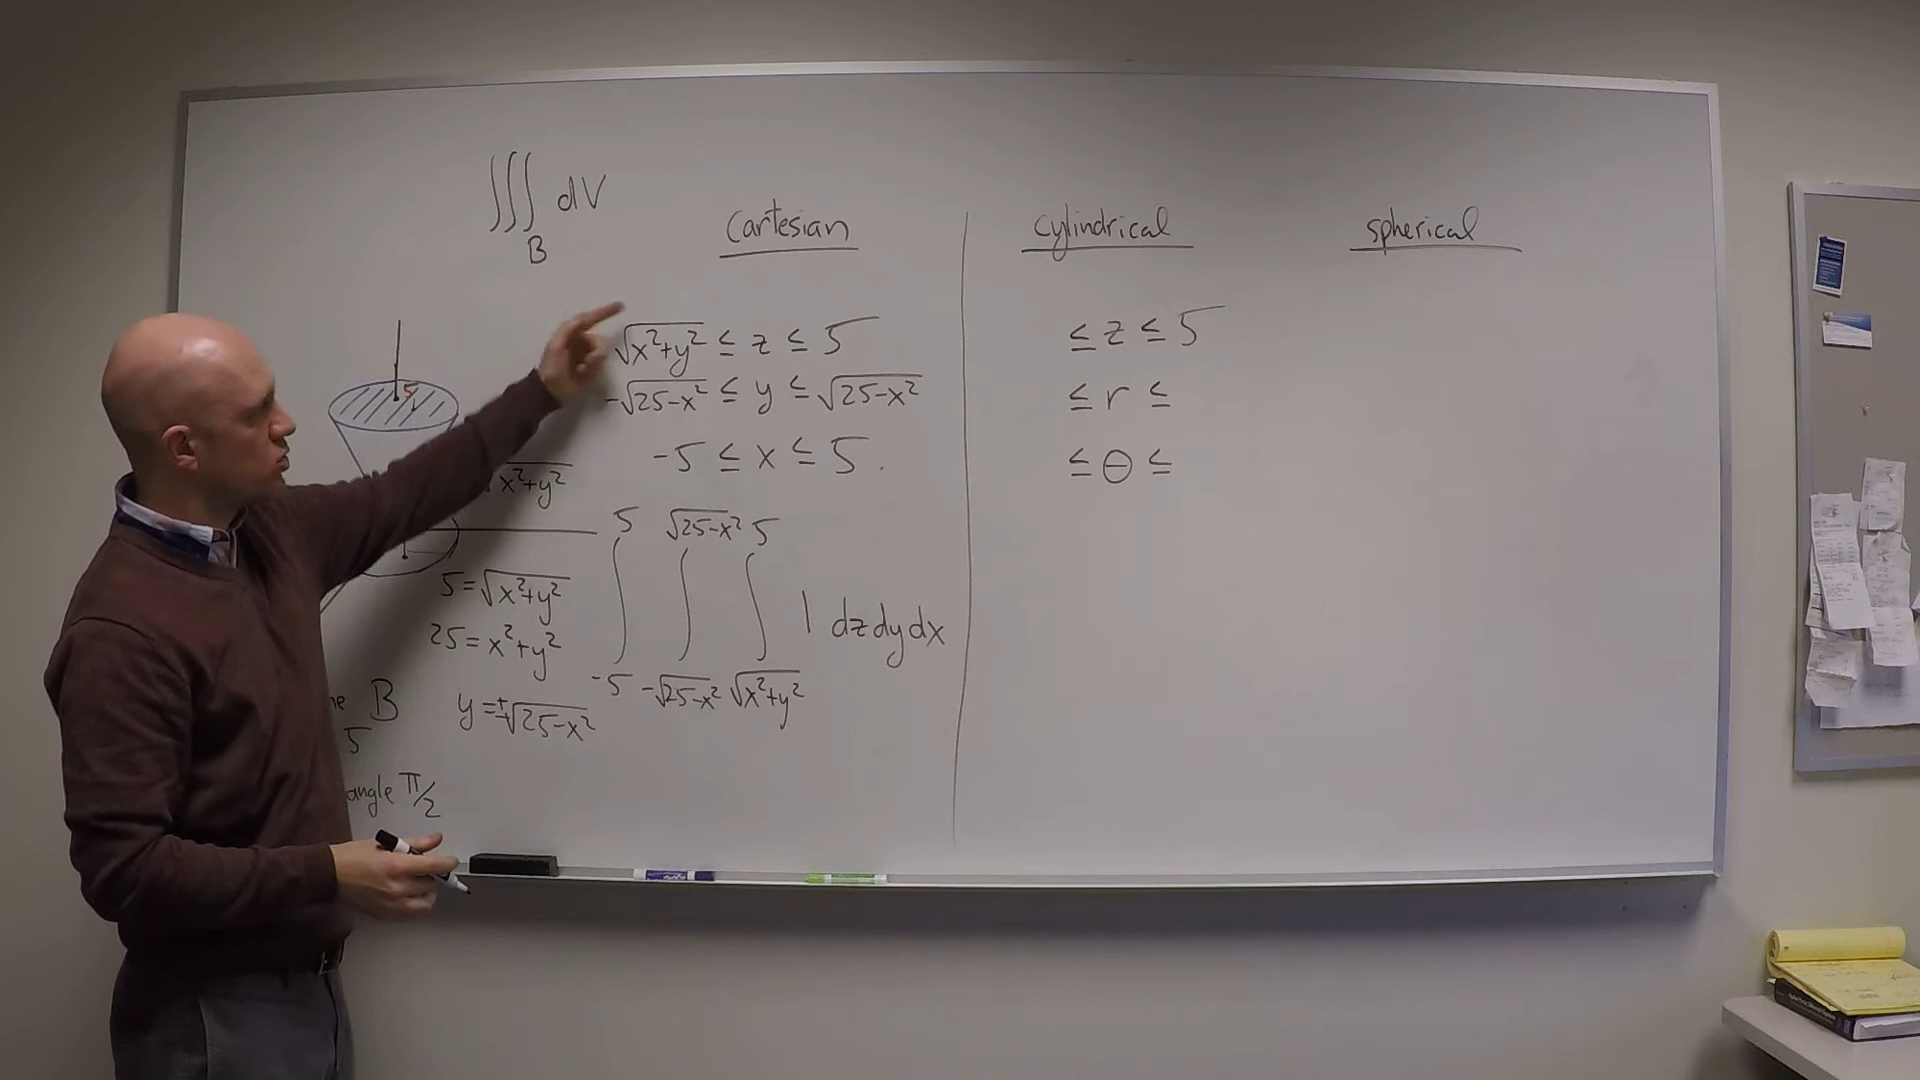 ∭_B dV
cartesian
√(x²+y²) ≤ z ≤ 5
-√(25-x²) ≤ y ≤ √(25-x²)
-5 ≤ x ≤ 5.
∫_{-5}^{5} ∫_{-√(25-x²)}^{√(25-x²)} ∫_{√(x²+y²)}^{5} 1 dz dy dx
5
√(x²+y²)
5=√(x²+y²)
25=x²+y²
y=±√(25-x²)
B
5
angle π/2
cylindrical
≤ z ≤ 5
≤ r ≤
≤ θ ≤
spherical